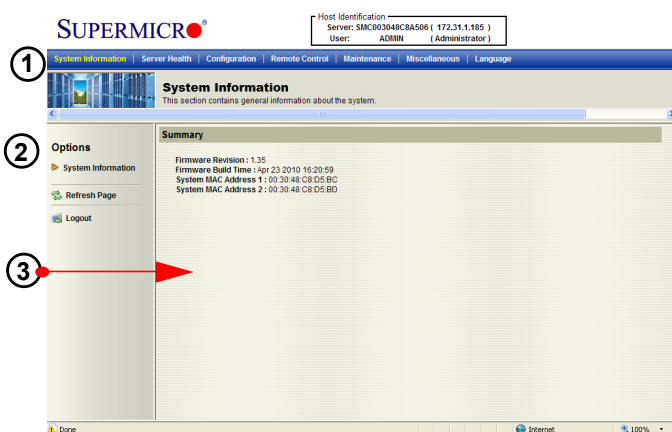 SUPERMICRO®
Host Identification
Server: SMC003048C8A506 ( 172.31.1.185 )
User: ADMIN ( Administrator )
1
System Information | Server Health | Configuration | Remote Control | Maintenance | Miscellaneous | Language
System Information
This section contains general information about the system.
2
Options
System Information
Refresh Page
Logout
Summary
Firmware Revision : 1.35
Firmware Build Time : Apr 23 2010 16:20:59
System MAC Address 1 : 00:30:48:C8:D5:BC
System MAC Address 2 : 00:30:48:C8:D5:BD
3
Done
Internet
100%